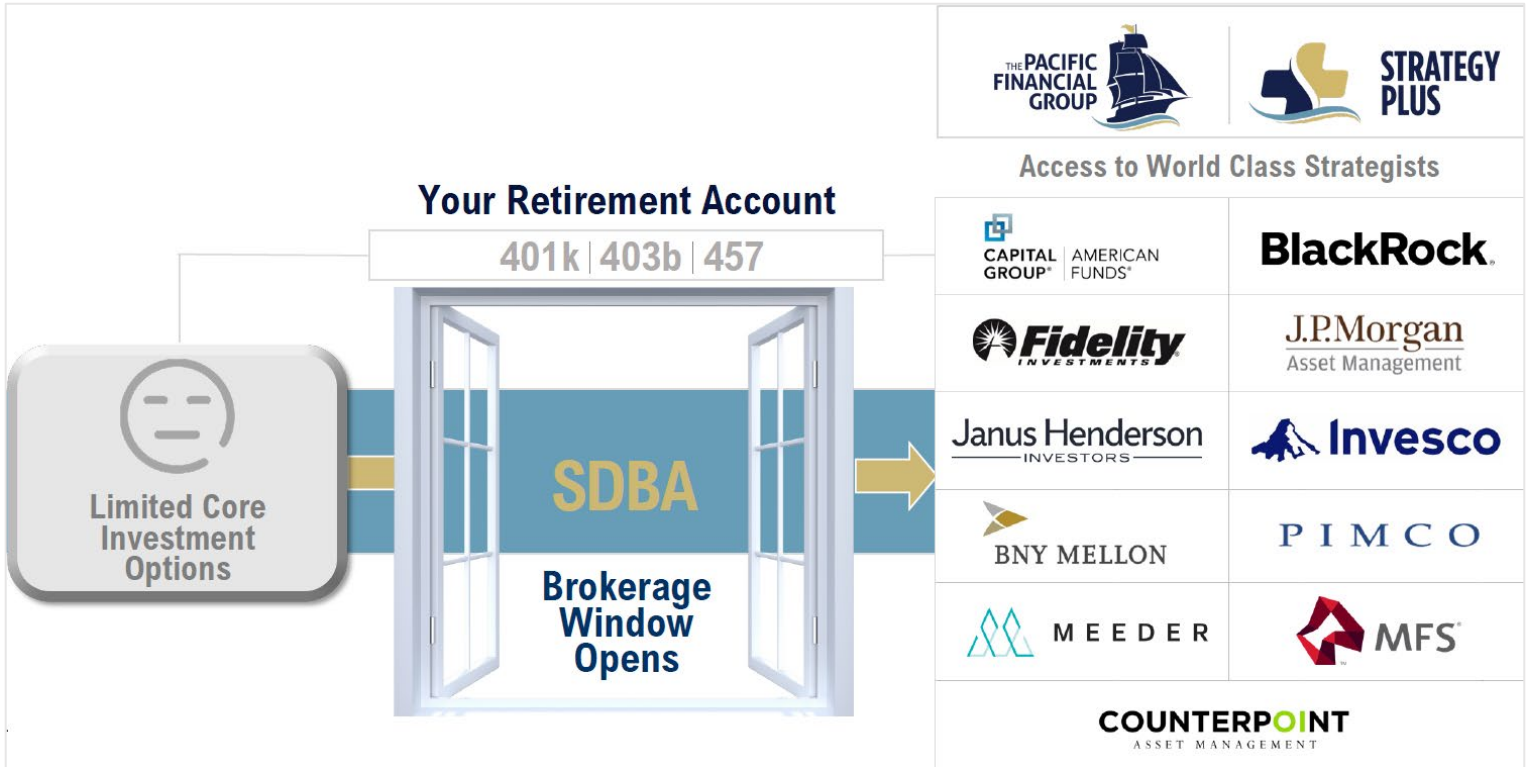 THE PACIFIC
FINANCIAL
GROUP
STRATEGY
PLUS
Access to World Class Strategists
Your Retirement Account
401k | 403b | 457
Limited Core
Investment
Options
SDBA
Brokerage
Window
Opens
CAPITAL
GROUP®
AMERICAN
FUNDS®
BlackRock®
Fidelity®
INVESTMENTS
J.P.Morgan
Asset Management
Janus Henderson
INVESTORS
Invesco
BNY MELLON
PIMCO
MEEDER
MFS®
COUNTERPOINT
ASSET MANAGEMENT